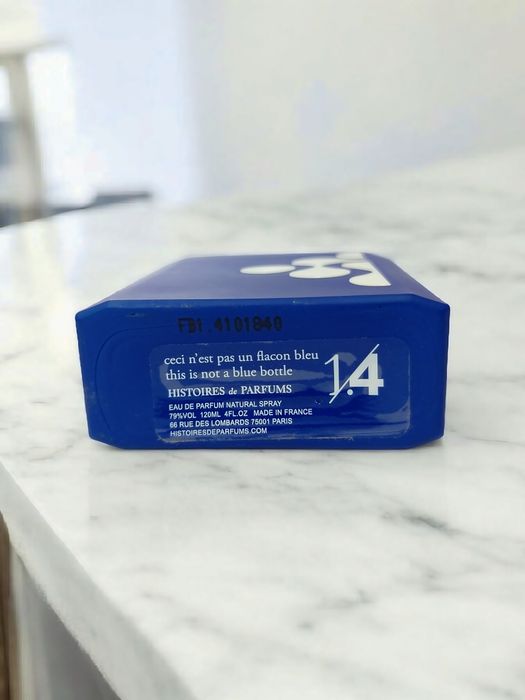 FB1.4101840
ceci n'est pas un flacon bleu
this is not a blue bottle
HISTOIRES de PARFUMS
1.4
EAU DE PARFUM NATURAL SPRAY
79%VOL 120ML 4FL.OZ MADE IN FRANCE
66 RUE DES LOMBARDS 75001 PARIS
HISTOIRESDEPARFUMS.COM